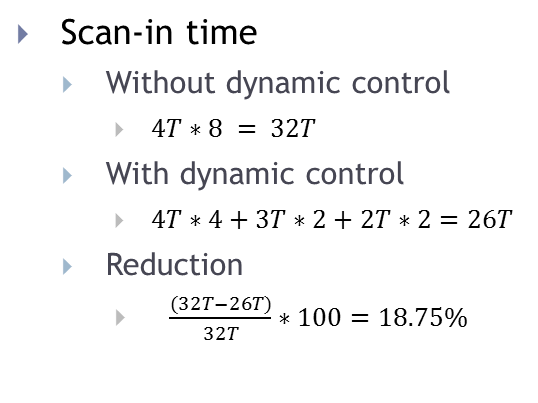 Scan-in time
Without dynamic control
4T * 8 = 32T
With dynamic control
4T * 4 + 3T * 2 + 2T * 2 = 26T
Reduction
(32T−26T)/32T * 100 = 18.75%